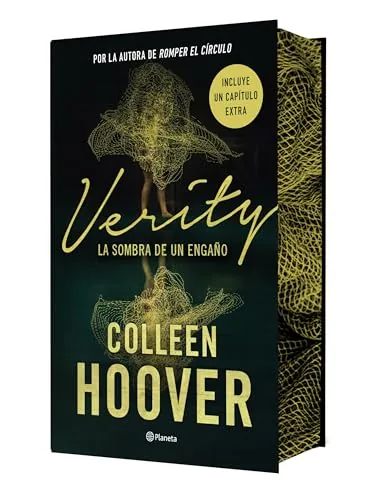 POR LA AUTORA DE ROMPER EL CÍRCULO
INCLUYE
UN CAPÍTULO
EXTRA
Verity
LA SOMBRA DE UN ENGAÑO
COLLEEN
HOOVER
Planeta